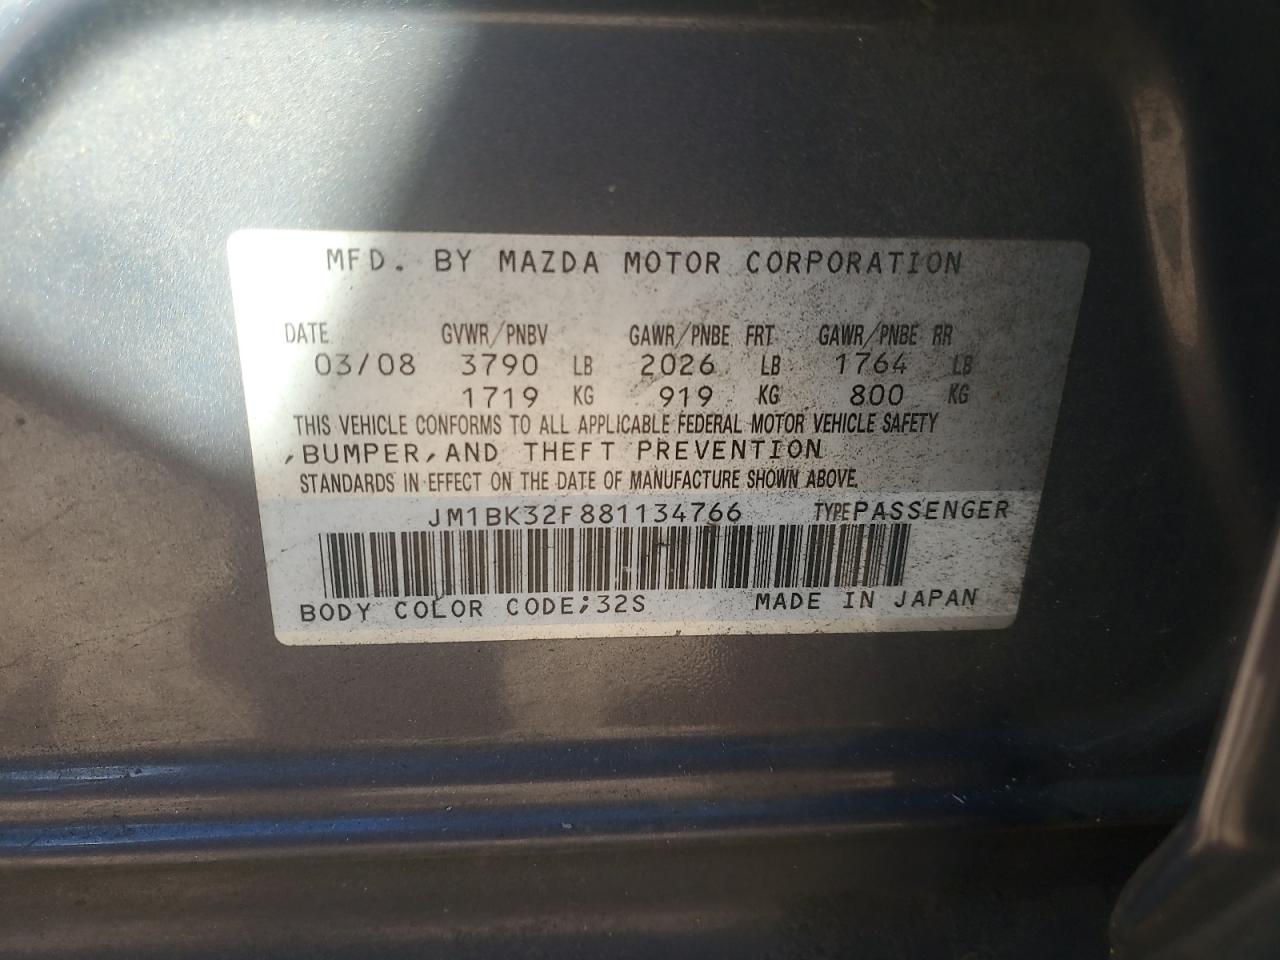 MFD. BY MAZDA MOTOR CORPORATION
DATE GVWR/PNBV GAWR/PNBE FRT GAWR/PNBE RR
03/08 3790 LB 2026 LB 1764 LB
1719 KG 919 KG 800 KG
THIS VEHICLE CONFORMS TO ALL APPLICABLE FEDERAL MOTOR VEHICLE SAFETY
,BUMPER,AND THEFT PREVENTION
STANDARDS IN EFFECT ON THE DATE OF MANUFACTURE SHOWN ABOVE.
JM1BK32F881134766 TYPE PASSENGER
BODY COLOR CODE;32S MADE IN JAPAN